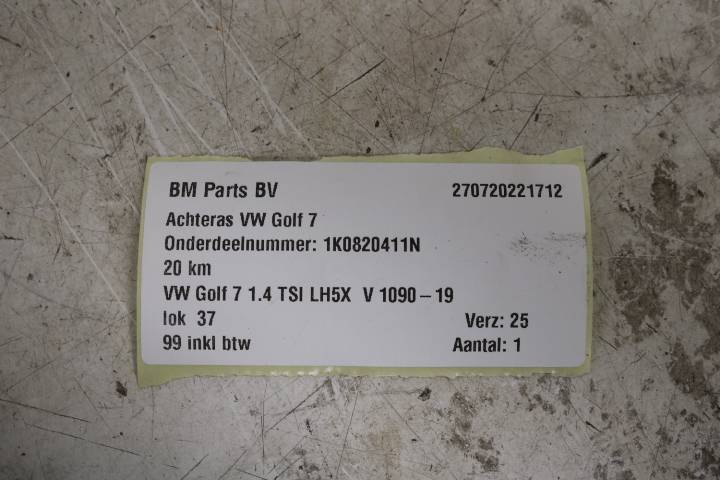 BM Parts BV 270720221712
Achteras VW Golf 7
Onderdeelnummer: 1K0820411N
20 km
VW Golf 7 1.4 TSI LH5X V 1090 – 19
lok 37 Verz: 25
99 inkl btw Aantal: 1